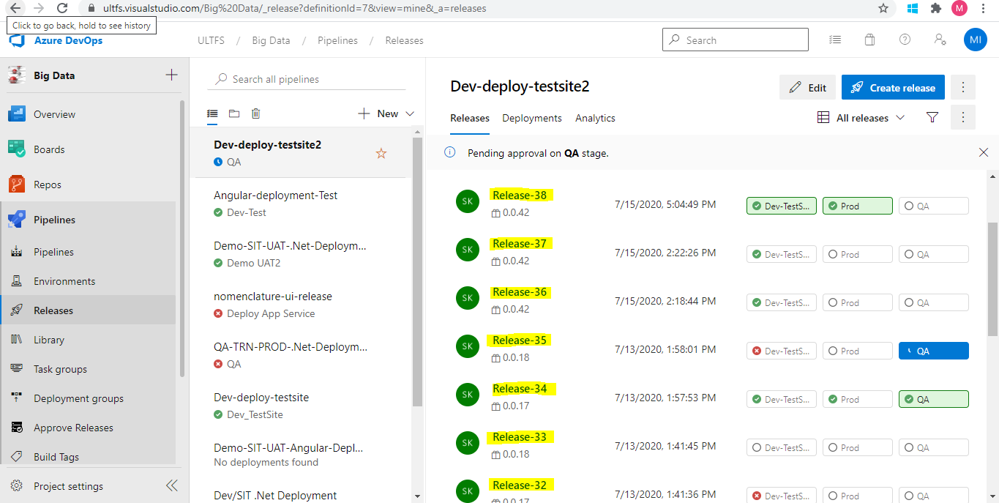 ultfs.visualstudio.com/Big%20Data/_release?definitionId=7&view=mine&_a=releases
M
Click to go back, hold to see history
Azure DevOps
ULTFS / Big Data / Pipelines / Releases
Search
MI
Big Data
Overview
Boards
Repos
Pipelines
Pipelines
Environments
Releases
Library
Task groups
Deployment groups
Approve Releases
Build Tags
Project settings
Search all pipelines
New
Dev-deploy-testsite2
QA
Angular-deployment-Test
Dev-Test
Demo-SIT-UAT-.Net-Deploym...
Demo UAT2
nomenclature-ui-release
Deploy App Service
QA-TRN-PROD-.Net-Deploym...
QA
Dev-deploy-testsite
Dev_TestSite
Demo-SIT-UAT-Angular-Depl...
No deployments found
Dev/SIT .Net Deployment
Dev-deploy-testsite2
Edit
Create release
Releases Deployments Analytics
All releases
Pending approval on QA stage.
SK Release-38 7/15/2020, 5:04:49 PM Dev-TestS... Prod QA
0.0.42
SK Release-37 7/15/2020, 2:22:26 PM Dev-TestS... Prod QA
0.0.42
SK Release-36 7/15/2020, 2:18:44 PM Dev-TestS... Prod QA
0.0.42
SK Release-35 7/13/2020, 1:58:01 PM Dev-TestS... Prod QA
0.0.18
SK Release-34 7/13/2020, 1:57:53 PM Dev-TestS... Prod QA
0.0.17
SK Release-33 7/13/2020, 1:41:45 PM Dev-TestS... Prod QA
0.0.18
SK Release-32 7/13/2020, 1:41:36 PM Dev-TestS... Prod QA
0.0.17